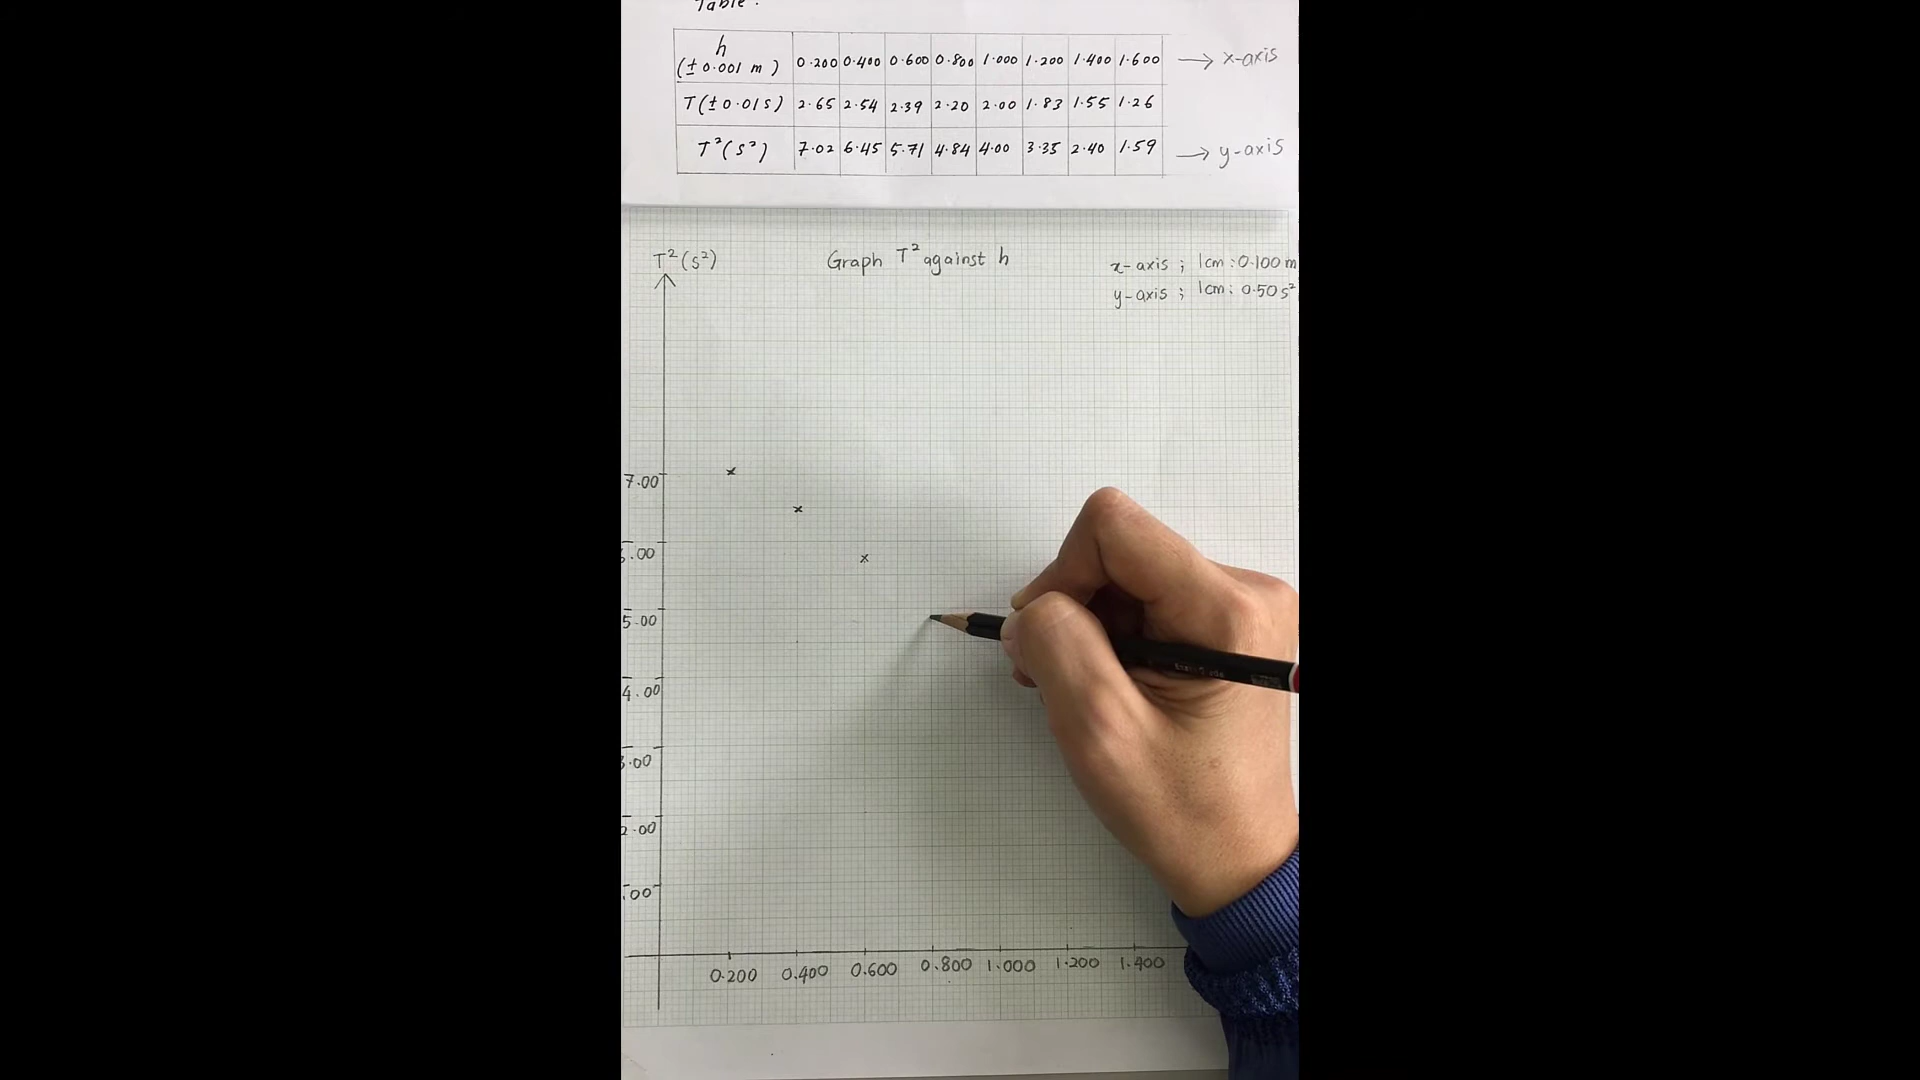 Table :
h
(± 0.001 m) 0.200 0.400 0.600 0.800 1.000 1.200 1.400 1.600 → x-axis
T(± 0.01s) 2.65 2.54 2.39 2.20 2.00 1.83 1.55 1.26
T²(s²) 7.02 6.45 5.71 4.84 4.00 3.35 2.40 1.59 → y-axis
T²(s²)
Graph T² against h
x-axis ; 1cm : 0.100 m
y-axis ; 1cm : 0.50 s²
7.00
6.00
5.00
4.00
3.00
2.00
.00
0.200 0.400 0.600 0.800 1.000 1.200 1.400